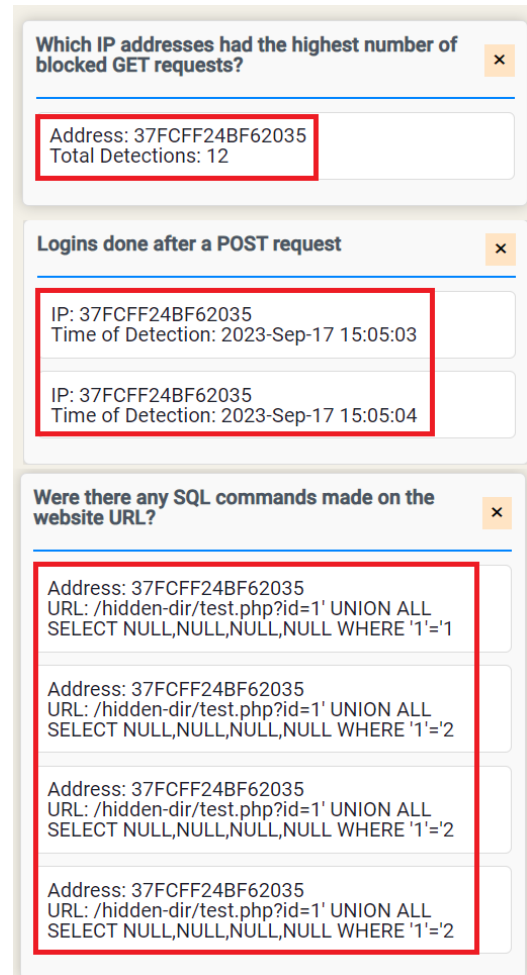 Which IP addresses had the highest number of
blocked GET requests?
×
Address: 37FCFF24BF62035
Total Detections: 12
Logins done after a POST request
×
IP: 37FCFF24BF62035
Time of Detection: 2023-Sep-17 15:05:03
IP: 37FCFF24BF62035
Time of Detection: 2023-Sep-17 15:05:04
Were there any SQL commands made on the
website URL?
×
Address: 37FCFF24BF62035
URL: /hidden-dir/test.php?id=1' UNION ALL
SELECT NULL,NULL,NULL,NULL WHERE '1'='1
Address: 37FCFF24BF62035
URL: /hidden-dir/test.php?id=1' UNION ALL
SELECT NULL,NULL,NULL,NULL WHERE '1'='2
Address: 37FCFF24BF62035
URL: /hidden-dir/test.php?id=1' UNION ALL
SELECT NULL,NULL,NULL,NULL WHERE '1'='2
Address: 37FCFF24BF62035
URL: /hidden-dir/test.php?id=1' UNION ALL
SELECT NULL,NULL,NULL,NULL WHERE '1'='2